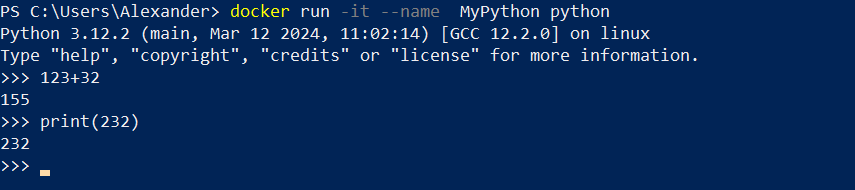 PS C:\Users\Alexander> docker run -it --name  MyPython python
Python 3.12.2 (main, Mar 12 2024, 11:02:14) [GCC 12.2.0] on linux
Type "help", "copyright", "credits" or "license" for more information.
>>> 123+32
155
>>> print(232)
232
>>>